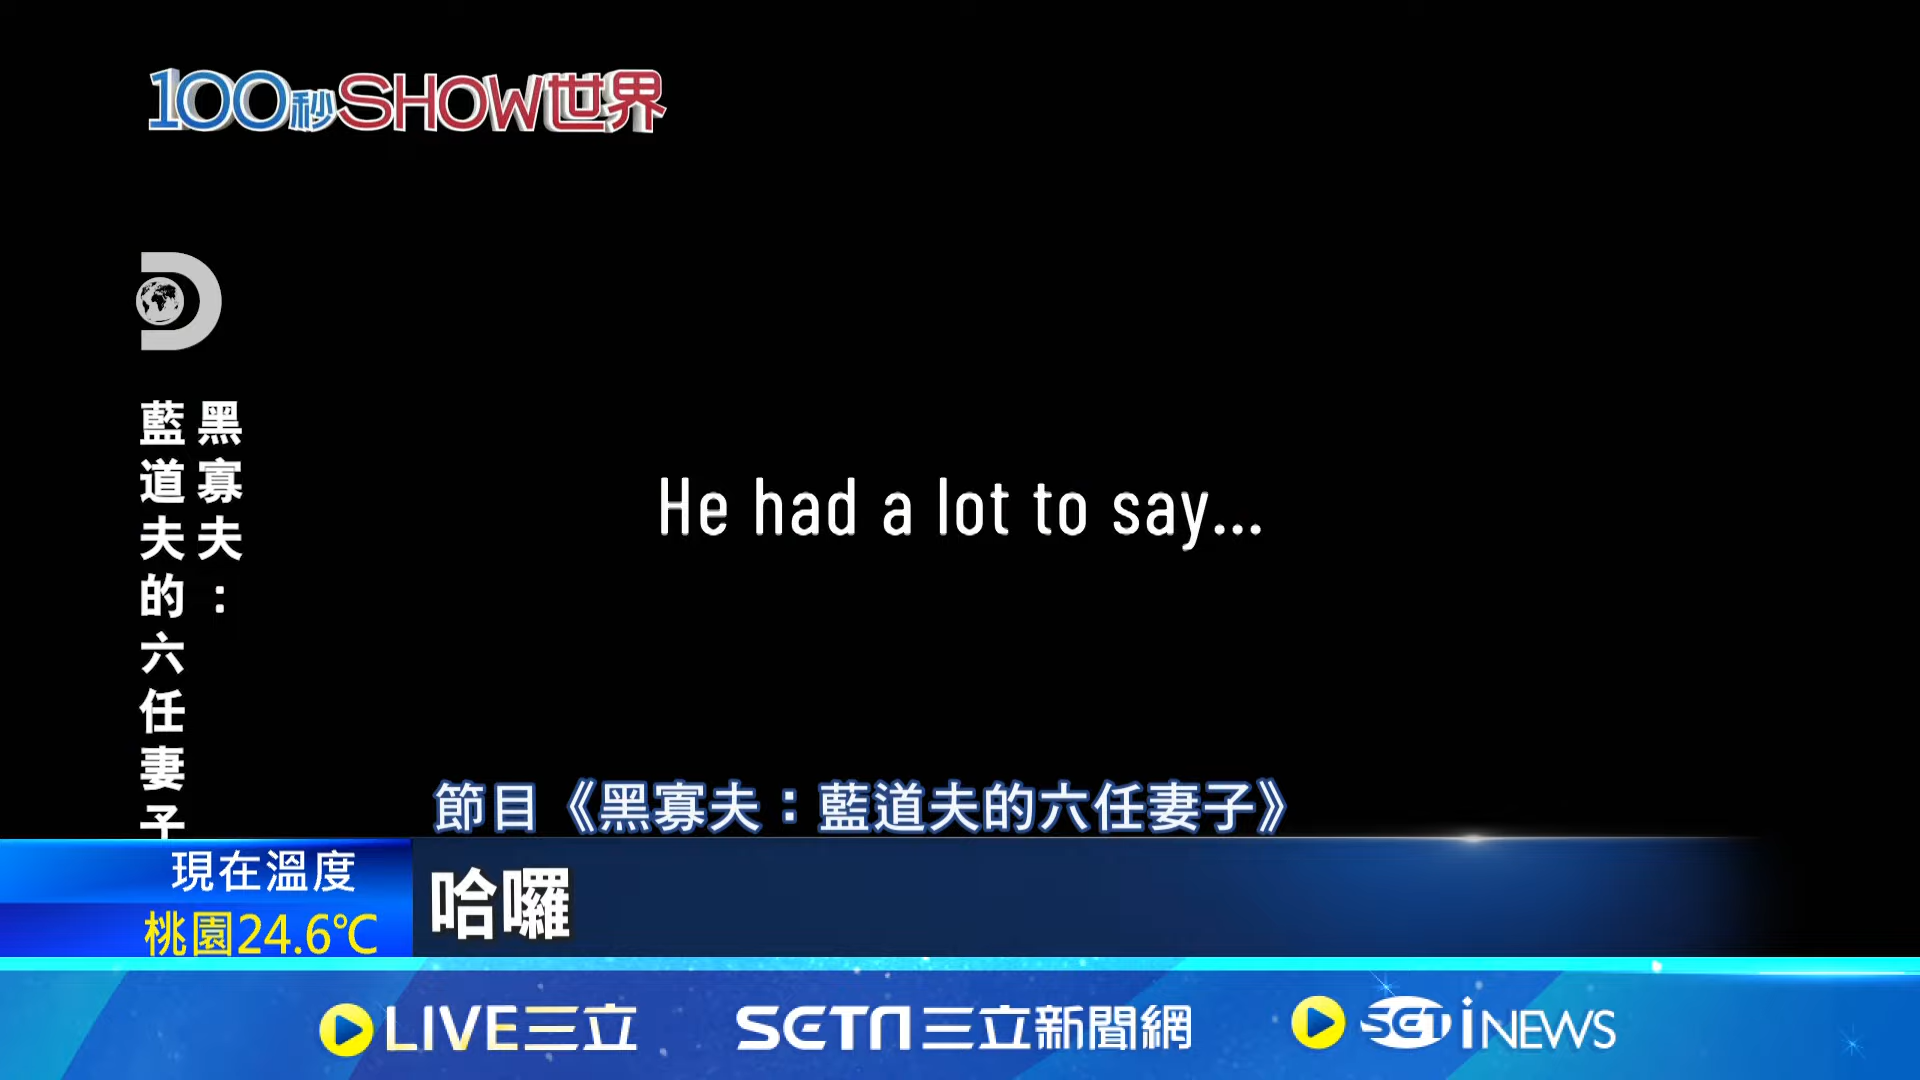 100秒SHOW世界
黑寡夫：
藍道夫的六任妻子
He had a lot to say...
節目《黑寡夫：藍道夫的六任妻子》
現在溫度
桃園24.6℃
哈囉
LIVE三立
SETN三立新聞網
SET iNEWS